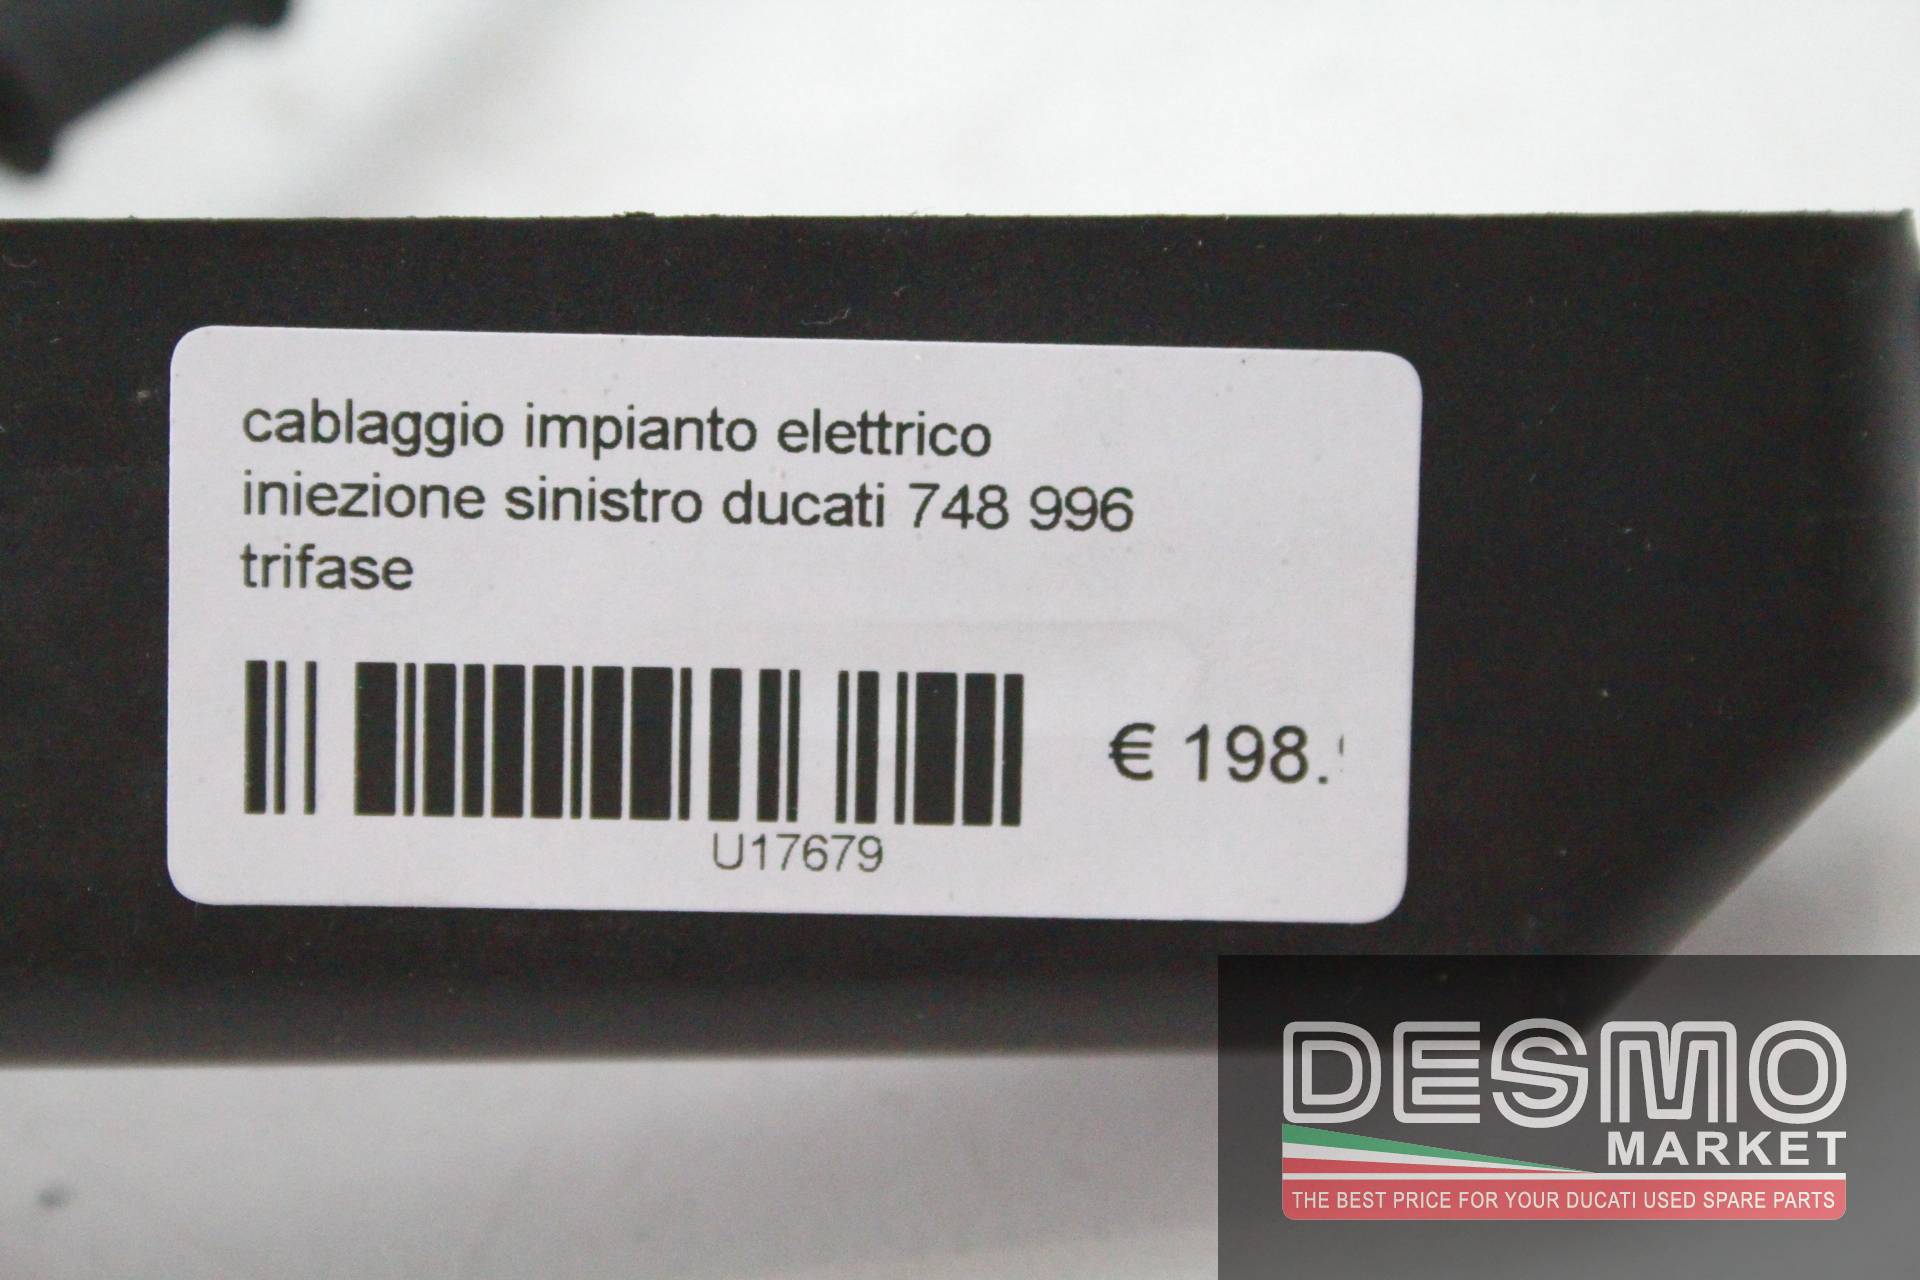 cablaggio impianto elettrico
iniezione sinistro ducati 748 996
trifase
€ 198.
U17679
DESMO
MARKET
THE BEST PRICE FOR YOUR DUCATI USED SPARE PARTS